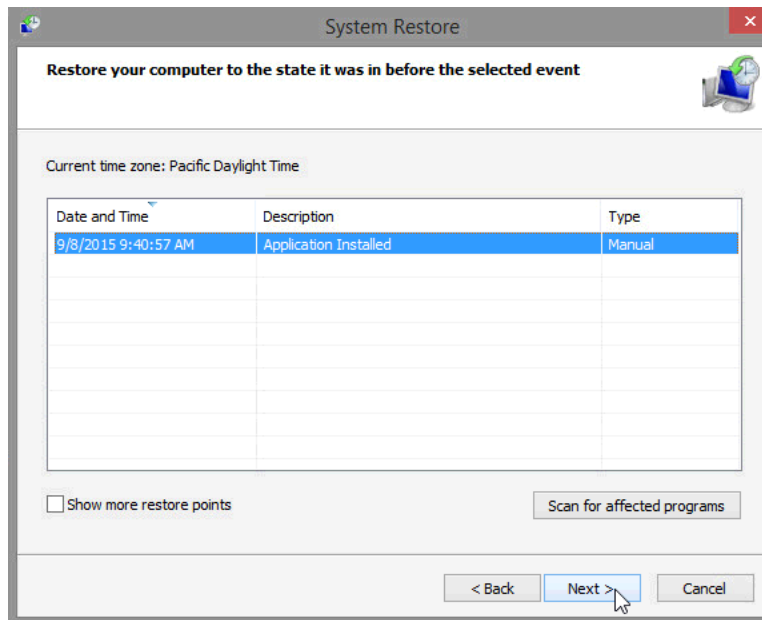 System Restore
Restore your computer to the state it was in before the selected event
Current time zone: Pacific Daylight Time
Date and Time Description Type
9/8/2015 9:40:57 AM Application Installed Manual
Show more restore points Scan for affected programs
< Back Next > Cancel